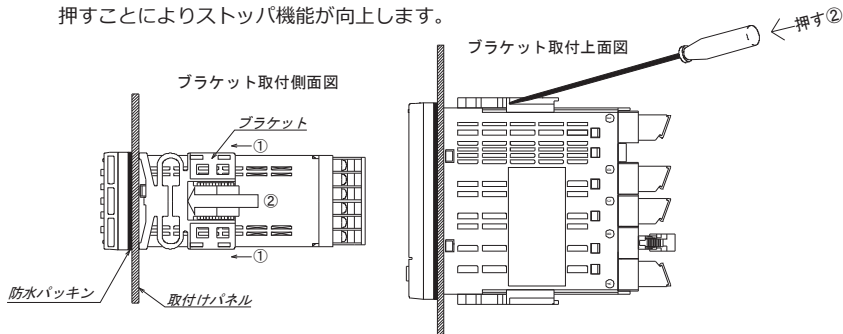 押すことによりストッパ機能が向上します。
押す②
ブラケット取付上面図
ブラケット取付側面図
ブラケット
①
②
①
防水パッキン
取付けパネル